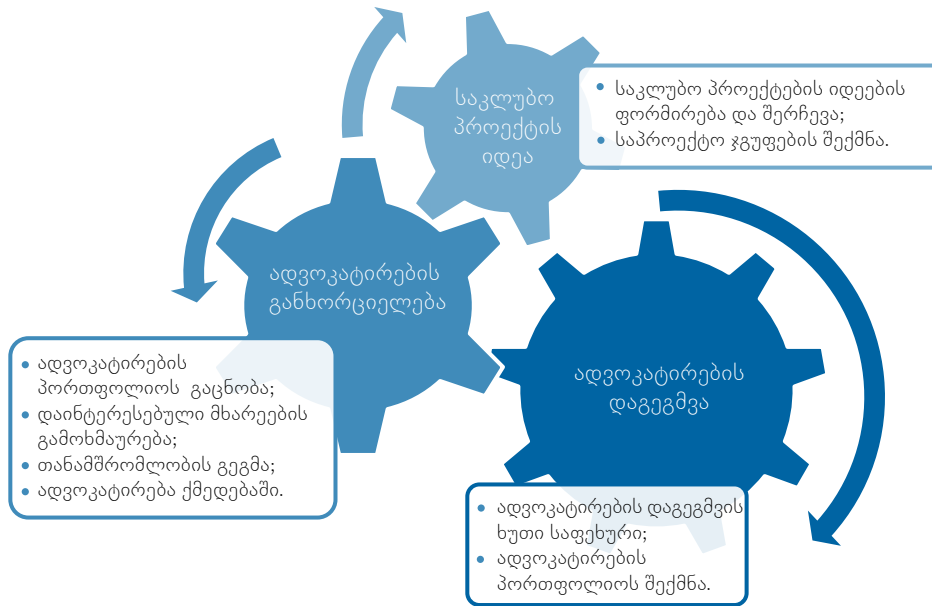 საკლუბო
პროექტის
იდეა
• საკლუბო პროექტების იდეების
ფორმირება და შერჩევა;
• საპროექტო ჯგუფების შექმნა.
ადვოკატირების
განხორციელება
• ადვოკატირების
პორთფოლიოს გაცნობა;
• დაინტერესებული მხარეების
გამოხმაურება;
• თანამშრომლობის გეგმა;
• ადვოკატირება ქმედებაში.
ადვოკატირების
დაგეგმვა
• ადვოკატირების დაგეგმვის
ხუთი საფეხური;
• ადვოკატირების
პორთფოლიოს შექმნა.